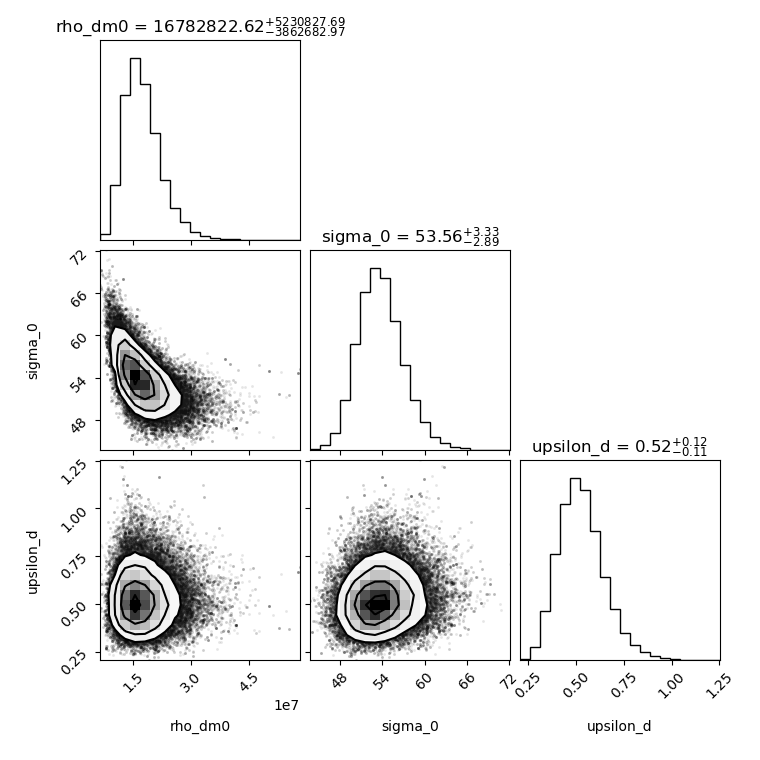 rho_dm0 = 16782822.62+5230827.69 −3862682.97
72
66
60
54
48
sigma_0
sigma_0 = 53.56+3.33 −2.89
1.25
1.00
0.75
0.50
0.25
upsilon_d
upsilon_d = 0.52+0.12 −0.11
1.5 3.0 4.5
1e7
rho_dm0
48 54 60 66 72
sigma_0
0.25 0.50 0.75 1.00 1.25
upsilon_d